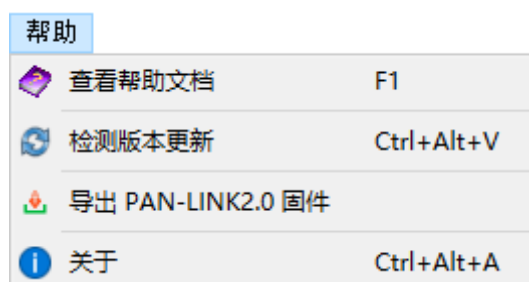 帮助
查看帮助文档 F1
检测版本更新 Ctrl+Alt+V
导出 PAN-LINK2.0 固件
关于 Ctrl+Alt+A